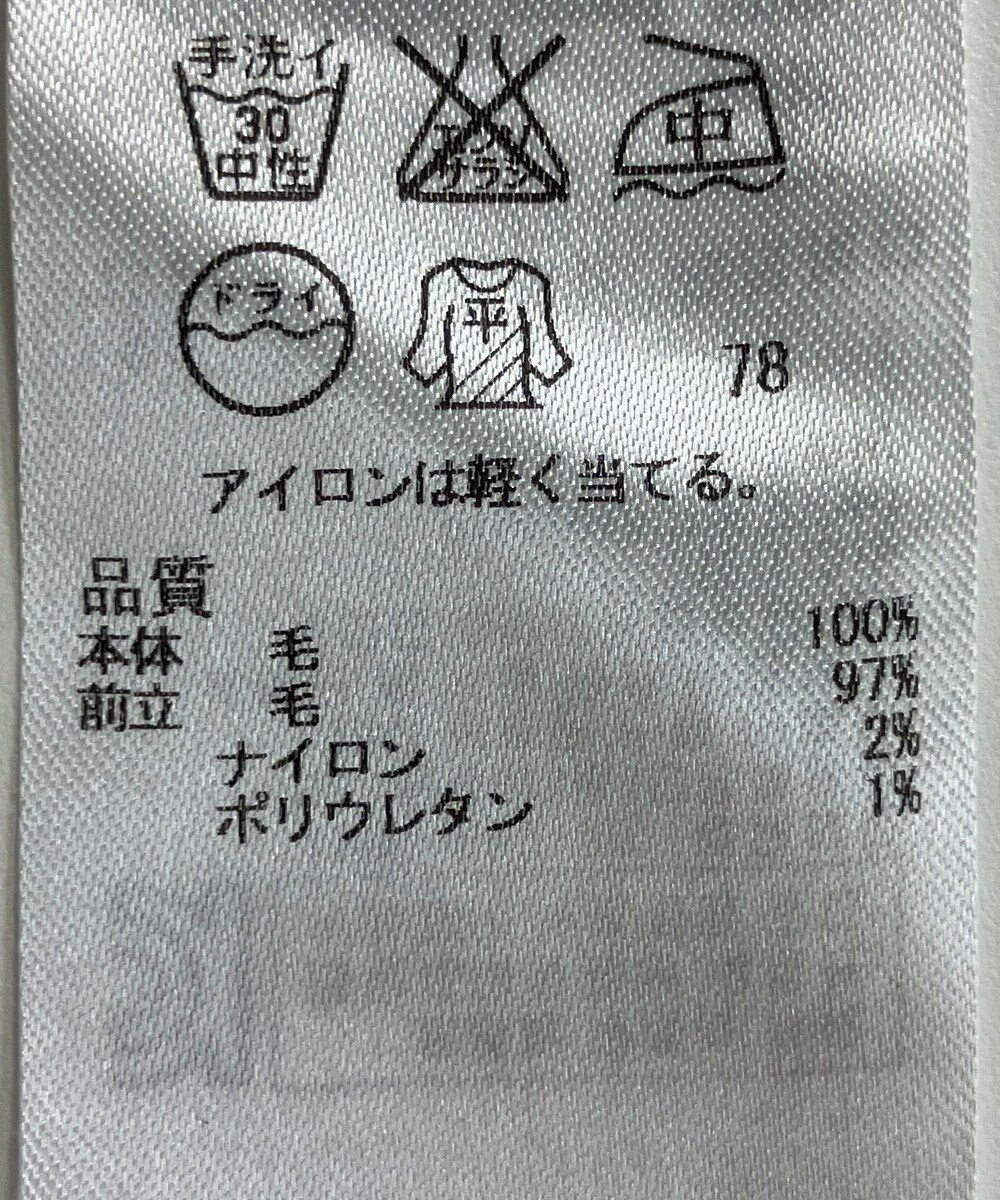 手洗イ
30
中性
エンソ
サラシ
中
ドライ
平
78
アイロンは軽く当てる。
品質
本体 毛 100%
前立 毛 97%
ナイロン 2%
ポリウレタン 1%